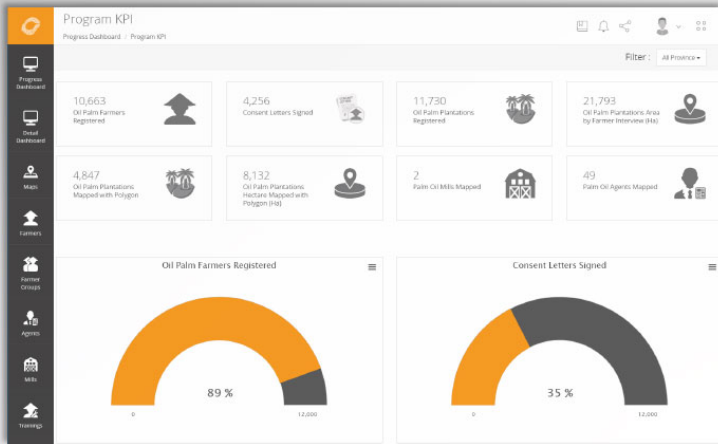 Program KPI
Progress Dashboard / Program KPI
Filter : All Province
Progress
Dashboard
Detail
Dashboard
Maps
Farmers
Farmer
Groups
Agents
Mills
Trainings
10,663
Oil Palm Farmers
Registered
4,256
Consent Letters Signed
11,730
Oil Palm Plantations
Registered
21,793
Oil Palm Plantations Area
by Farmer Interview (Ha)
4,847
Oil Palm Plantations
Mapped with Polygon
8,132
Oil Palm Plantations
Hectare Mapped with
Polygon (Ha)
2
Palm Oil Mills Mapped
49
Palm Oil Agents Mapped
Oil Palm Farmers Registered
89 %
0
12,000
Consent Letters Signed
35 %
0
12,000